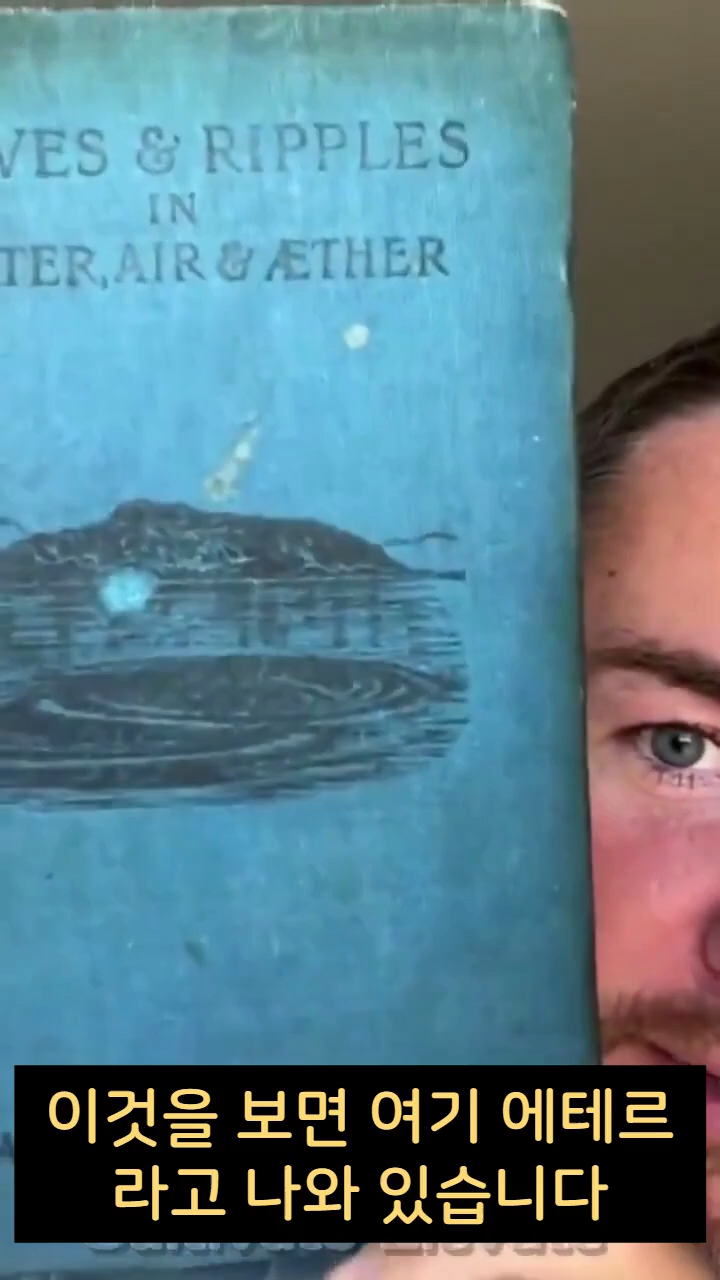 VES & RIPPLES
IN
TER, AIR & ÆTHER
이것을 보면 여기 에테르
라고 나와 있습니다